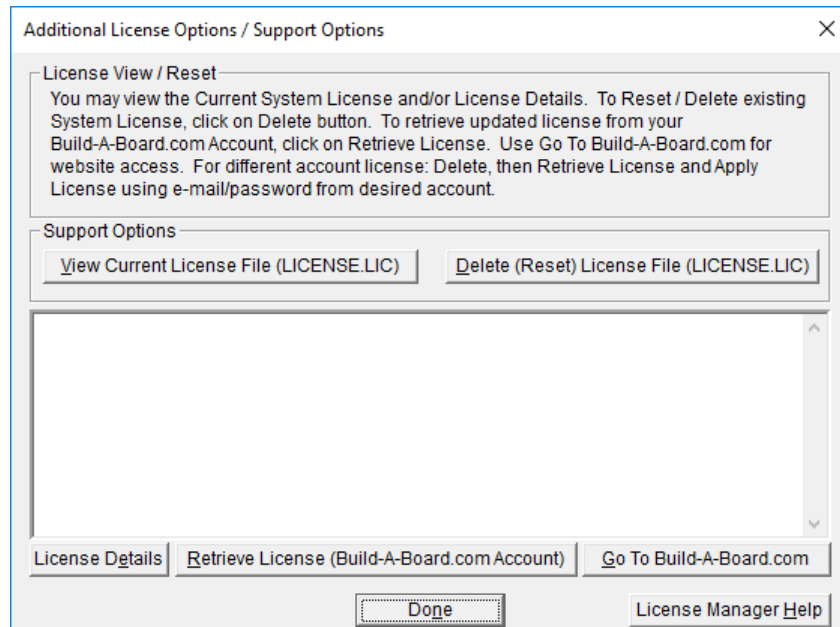 Additional License Options / Support Options
License View / Reset
You may view the Current System License and/or License Details.  To Reset / Delete existing
System License, click on Delete button.  To retrieve updated license from your
Build-A-Board.com Account, click on Retrieve License.  Use Go To Build-A-Board.com for
website access.  For different account license: Delete, then Retrieve License and Apply
License using e-mail/password from desired account.
Support Options
View Current License File (LICENSE.LIC)
Delete (Reset) License File (LICENSE.LIC)
License Details
Retrieve License (Build-A-Board.com Account)
Go To Build-A-Board.com
Done
License Manager Help